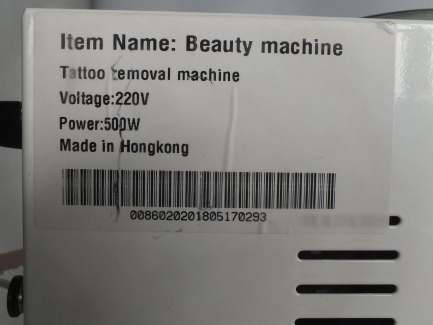 Item Name: Beauty machine
Tattoo removal machine
Voltage:220V
Power:500W
Made in Hongkong
0086020201805170293